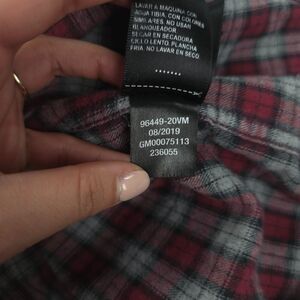 LAVAR A MAQUINA CON
AGUA TIBIA, CON COLORES
SIMILARES. NO USAR
BLANQUEADOR.
SECAR EN SECADORA
CICLO LENTO. PLANCHA
FRIA. NO LAVAR EN SECO.
96449-20VM
08/2019
GM00075113
236055